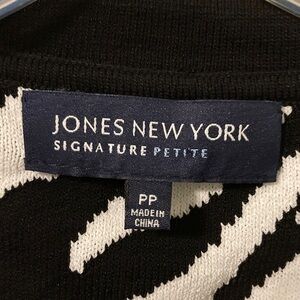 JONES NEW YORK
SIGNATURE PETITE
PP
MADE IN
CHINA